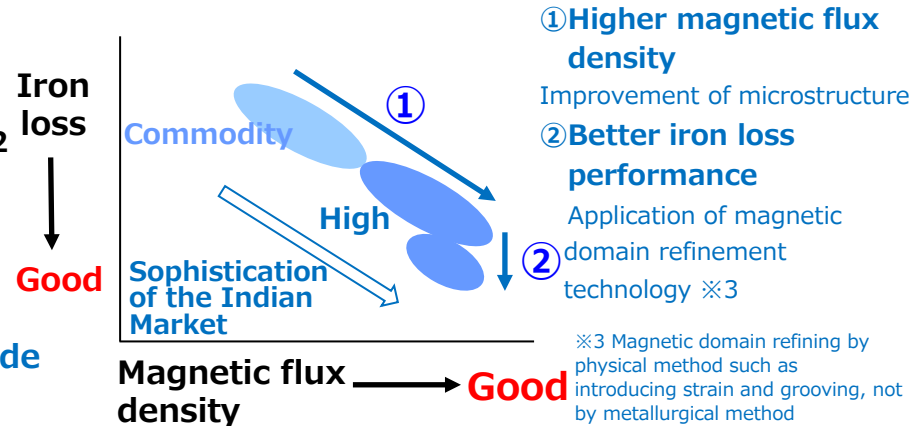 Iron
loss
2
Good
de
Commodity
①
High
②
Sophistication
of the Indian
Market
Magnetic flux
density
Good
①Higher magnetic flux
density
Improvement of microstructure
②Better iron loss
performance
Application of magnetic
domain refinement
technology ※3
※3 Magnetic domain refining by
physical method such as
introducing strain and grooving, not
by metallurgical method